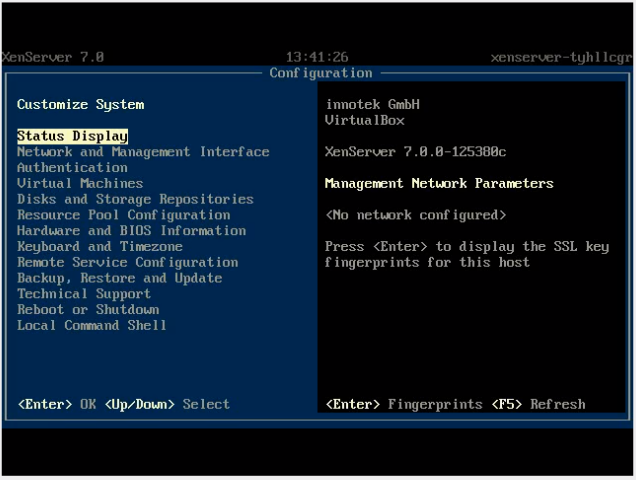 XenServer 7.0 13:41:26 xenserver-tyhllcgr
Configuration
Customize System
Status Display
Network and Management Interface
Authentication
Virtual Machines
Disks and Storage Repositories
Resource Pool Configuration
Hardware and BIOS Information
Keyboard and Timezone
Remote Service Configuration
Backup, Restore and Update
Technical Support
Reboot or Shutdown
Local Command Shell
<Enter> OK <Up/Down> Select
innotek GmbH
VirtualBox
XenServer 7.0.0-125380c
Management Network Parameters
<No network configured>
Press <Enter> to display the SSL key
fingerprints for this host
<Enter> Fingerprints <F5> Refresh